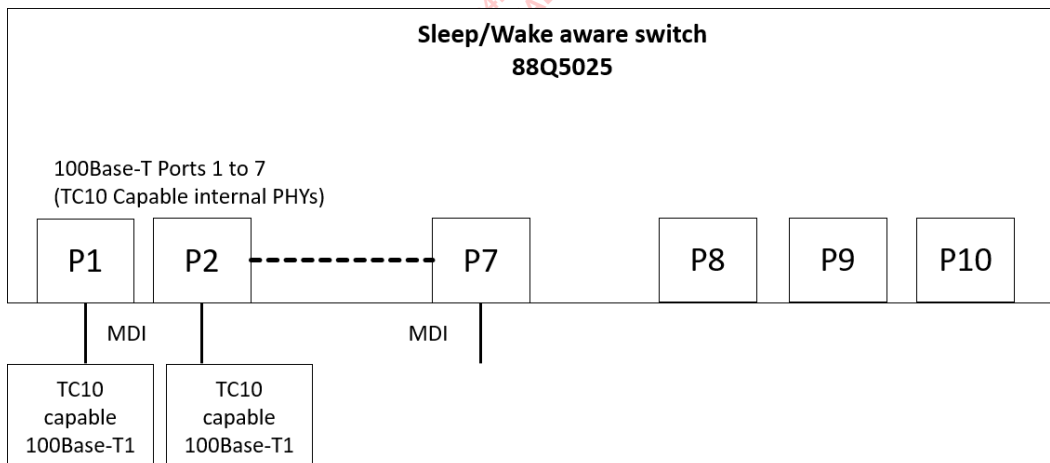 Sleep/Wake aware switch
88Q5025
100Base-T Ports 1 to 7
(TC10 Capable internal PHYs)
P1
P2
P7
P8
P9
P10
MDI
MDI
TC10
capable
100Base-T1
TC10
capable
100Base-T1